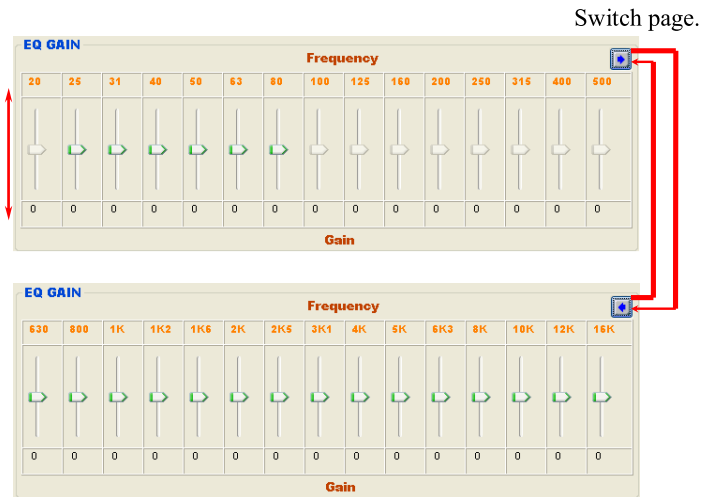 Switch page.
EQ GAIN
Frequency
20 25 31 40 50 63 80 100 125 160 200 250 315 400 500
0 0 0 0 0 0 0 0 0 0 0 0 0 0 0
Gain
EQ GAIN
Frequency
630 800 1K 1K2 1K6 2K 2K5 3K1 4K 5K 6K3 8K 10K 12K 16K
0 0 0 0 0 0 0 0 0 0 0 0 0 0 0
Gain